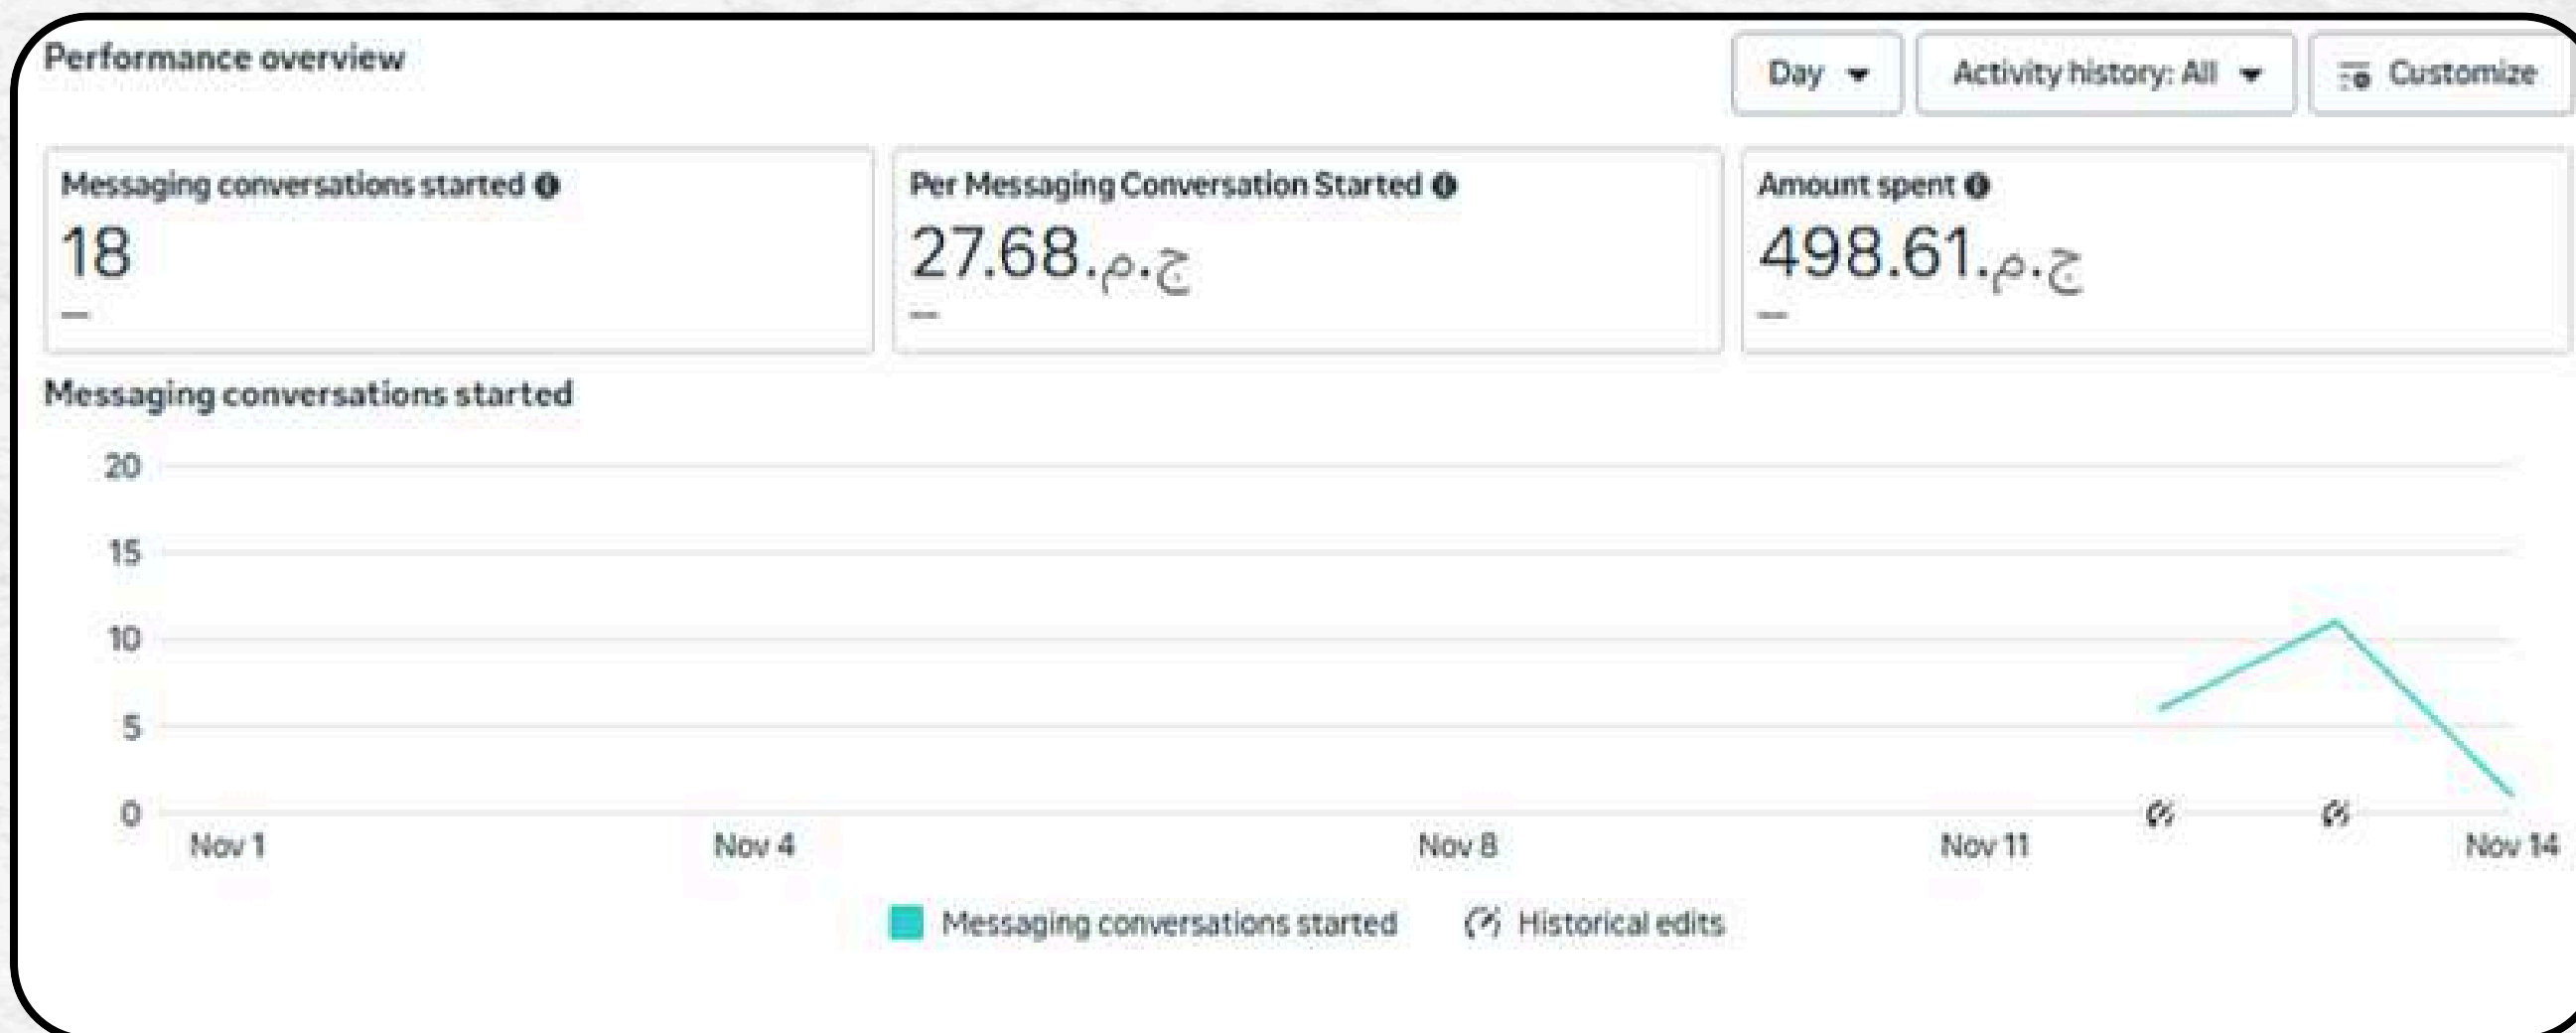 Performance overview
Day
Activity history: All
Customize
Messaging conversations started
18
—
Per Messaging Conversation Started
27.68.ج.م
—
Amount spent
498.61.ج.م
—
Messaging conversations started
20
15
10
5
0
Nov 1
Nov 4
Nov 8
Nov 11
Nov 14
Messaging conversations started
Historical edits